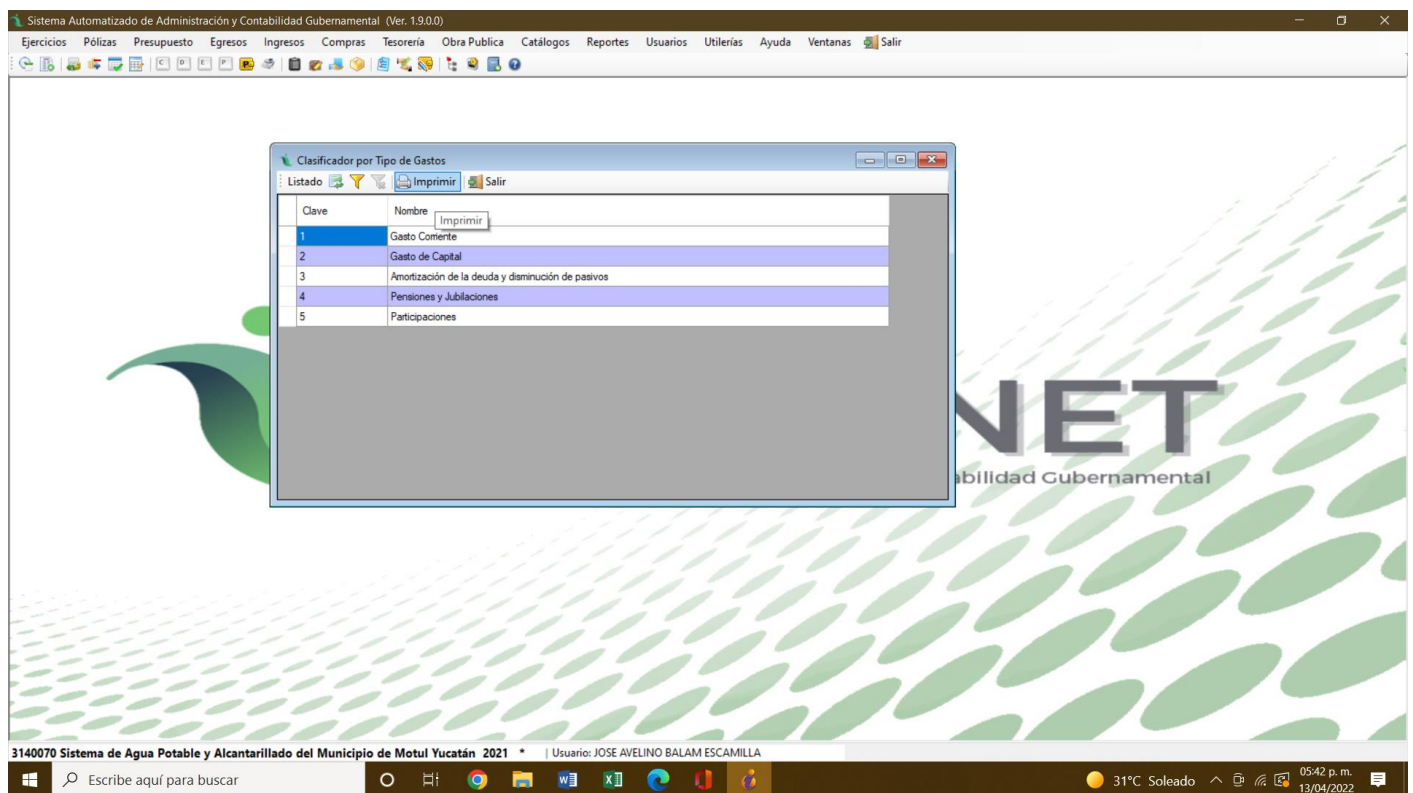 Sistema Automatizado de Administración y Contabilidad Gubernamental (Ver. 1.9.0.0)
Ejercicios Pólizas Presupuesto Egresos Ingresos Compras Tesorería Obra Publica Catálogos Reportes Usuarios Utilerías Ayuda Ventanas Salir
C D E P
Clasificador por Tipo de Gastos
Listado Imprimir Salir
Clave Nombre
Imprimir
1 Gasto Corriente
2 Gasto de Capital
3 Amortización de la deuda y disminución de pasivos
4 Pensiones y Jubilaciones
5 Participaciones
NET
abilidad Gubernamental
3140070 Sistema de Agua Potable y Alcantarillado del Municipio de Motul Yucatán 2021 * | Usuario: JOSE AVELINO BALAM ESCAMILLA
Escribe aquí para buscar
31°C Soleado
05:42 p. m.
13/04/2022